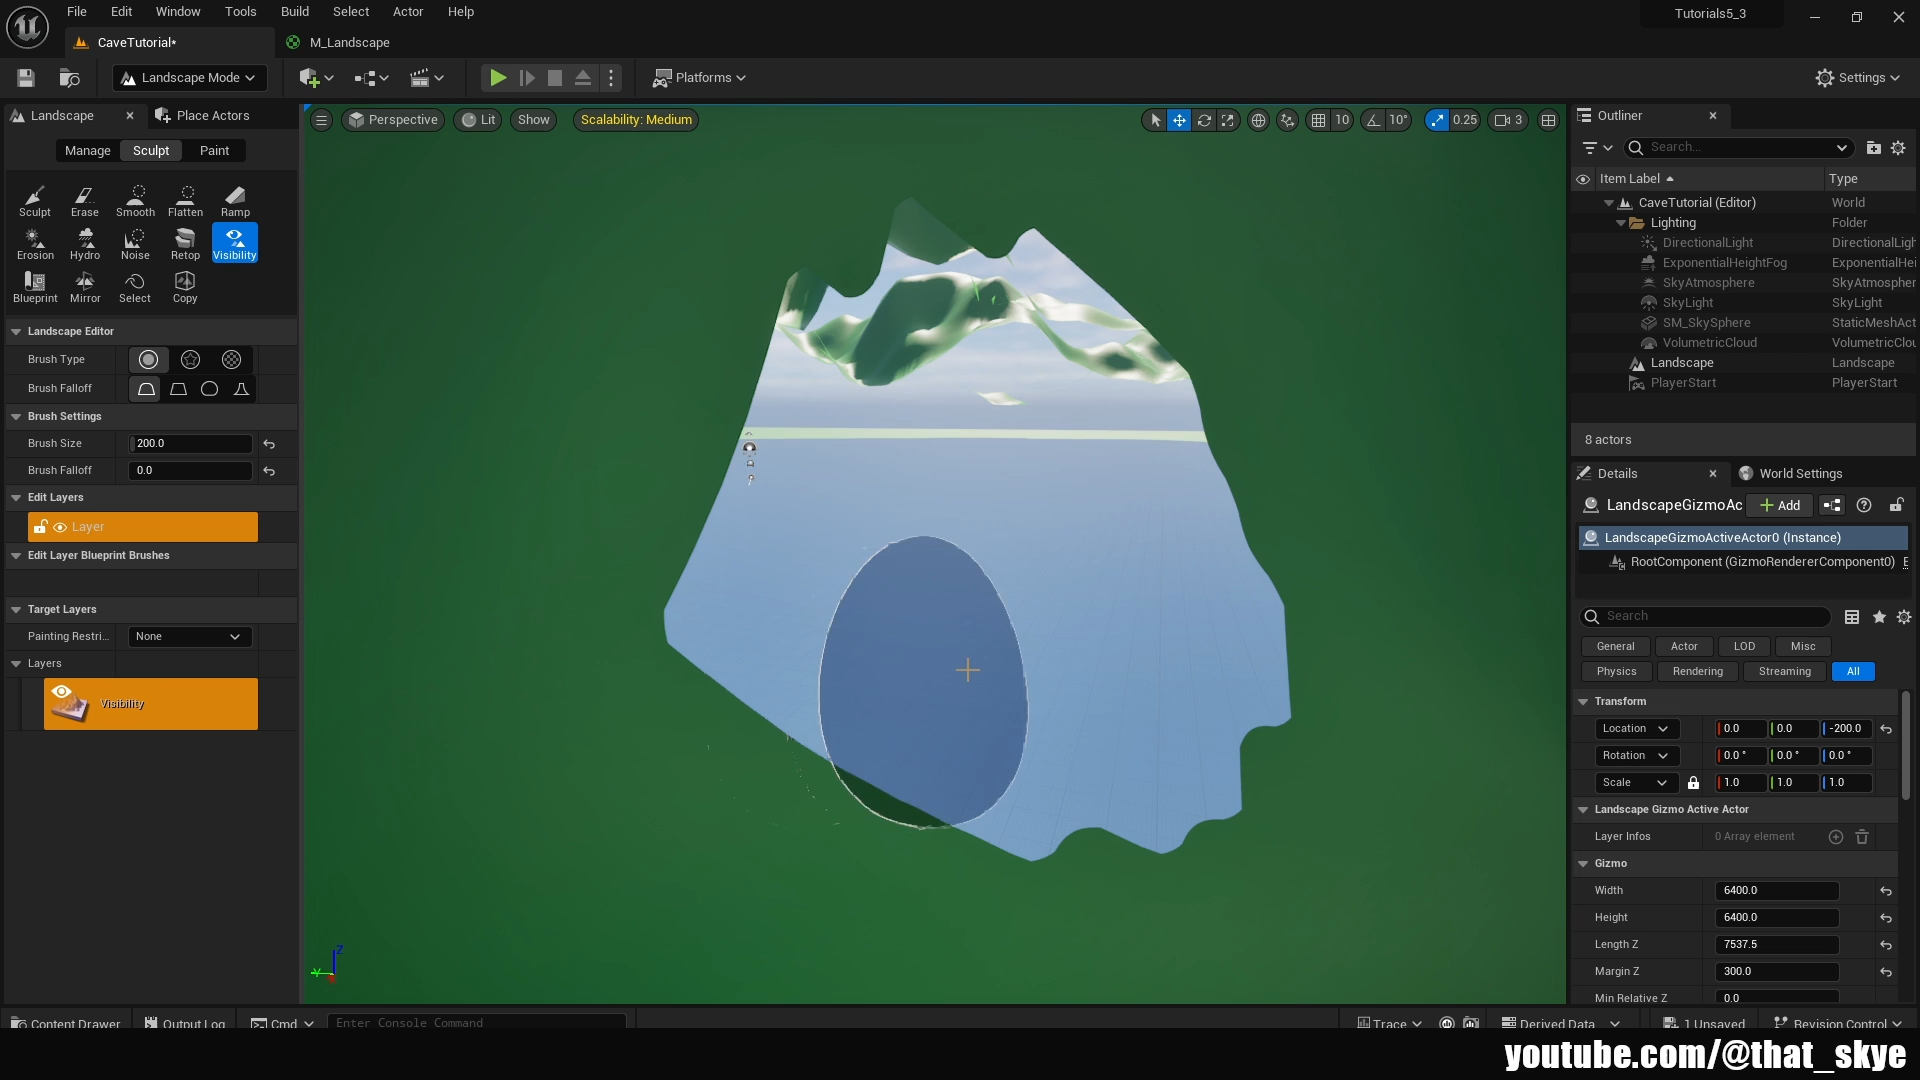 File Edit Window Tools Build Select Actor Help
Tutorials5_3
CaveTutorial*
M_Landscape
Landscape Mode
Platforms
Settings
Landscape
Place Actors
Manage
Sculpt
Paint
Sculpt
Erase
Smooth
Flatten
Ramp
Erosion
Hydro
Noise
Retop
Visibility
Blueprint
Mirror
Select
Copy
Landscape Editor
Brush Type
Brush Falloff
Brush Settings
Brush Size
200.0
Brush Falloff
0.0
Edit Layers
Layer
Edit Layer Blueprint Brushes
Target Layers
Painting Restri...
None
Layers
Visibility
Perspective
Lit
Show
Scalability: Medium
10
10°
0.25
3
Z
Y
Outliner
Search...
Item Label
Type
CaveTutorial (Editor)
World
Lighting
Folder
DirectionalLight
DirectionalLigh
ExponentialHeightFog
ExponentialHei
SkyAtmosphere
SkyAtmospher
SkyLight
SkyLight
SM_SkySphere
StaticMeshAct
VolumetricCloud
VolumetricClou
Landscape
Landscape
PlayerStart
PlayerStart
8 actors
Details
World Settings
LandscapeGizmoAc
Add
LandscapeGizmoActiveActor0 (Instance)
RootComponent (GizmoRendererComponent0)
E
Search
General
Actor
LOD
Misc
Physics
Rendering
Streaming
All
Transform
Location
0.0
0.0
-200.0
Rotation
0.0 °
0.0 °
0.0 °
Scale
1.0
1.0
1.0
Landscape Gizmo Active Actor
Layer Infos
0 Array element
Gizmo
Width
6400.0
Height
6400.0
Length Z
7537.5
Margin Z
300.0
Min Relative Z
0.0
Content Drawer
Output Log
Cmd
Enter Console Command
Trace
Derived Data
1 Unsaved
Revision Control
youtube.com/@that_skye